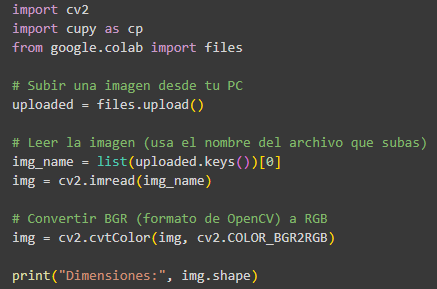 import cv2
import cupy as cp
from google.colab import files

# Subir una imagen desde tu PC
uploaded = files.upload()

# Leer la imagen (usa el nombre del archivo que subas)
img_name = list(uploaded.keys())[0]
img = cv2.imread(img_name)

# Convertir BGR (formato de OpenCV) a RGB
img = cv2.cvtColor(img, cv2.COLOR_BGR2RGB)

print("Dimensiones:", img.shape)